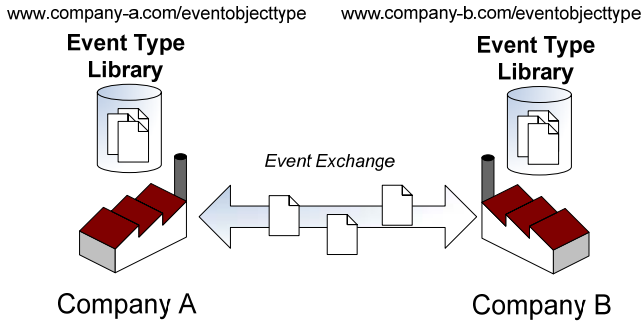 www.company-a.com/eventobjecttype
www.company-b.com/eventobjecttype
Event Type
Library
Event Type
Library
Event Exchange
Company A
Company B